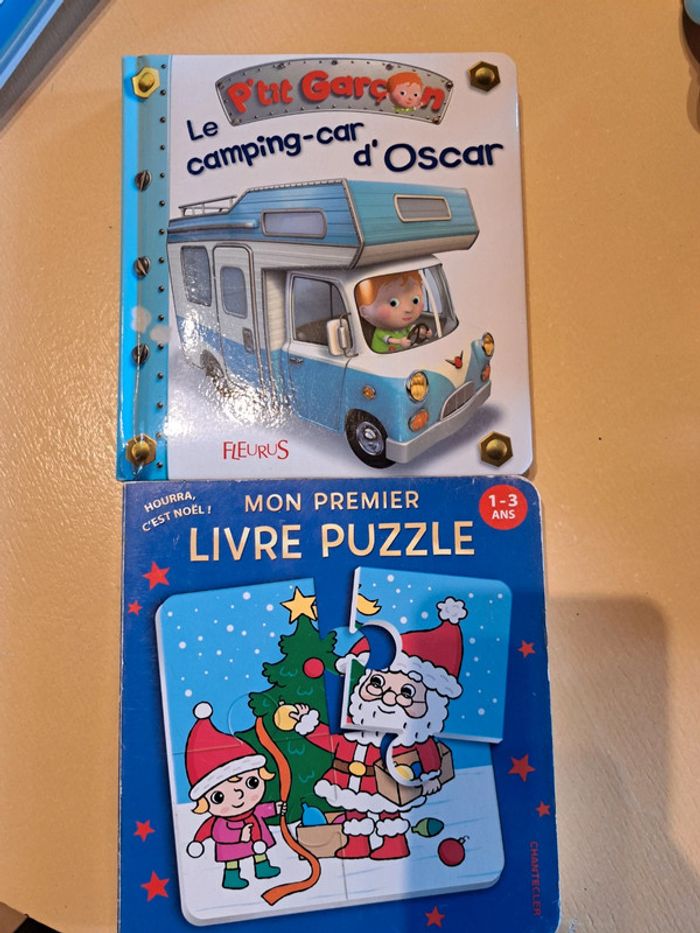 P'tit Garçon
Le
camping-car
d'Oscar
FLEURUS
HOURRA,
C'EST NOËL !
MON PREMIER
LIVRE PUZZLE
1-3
ANS
CHANTECLER